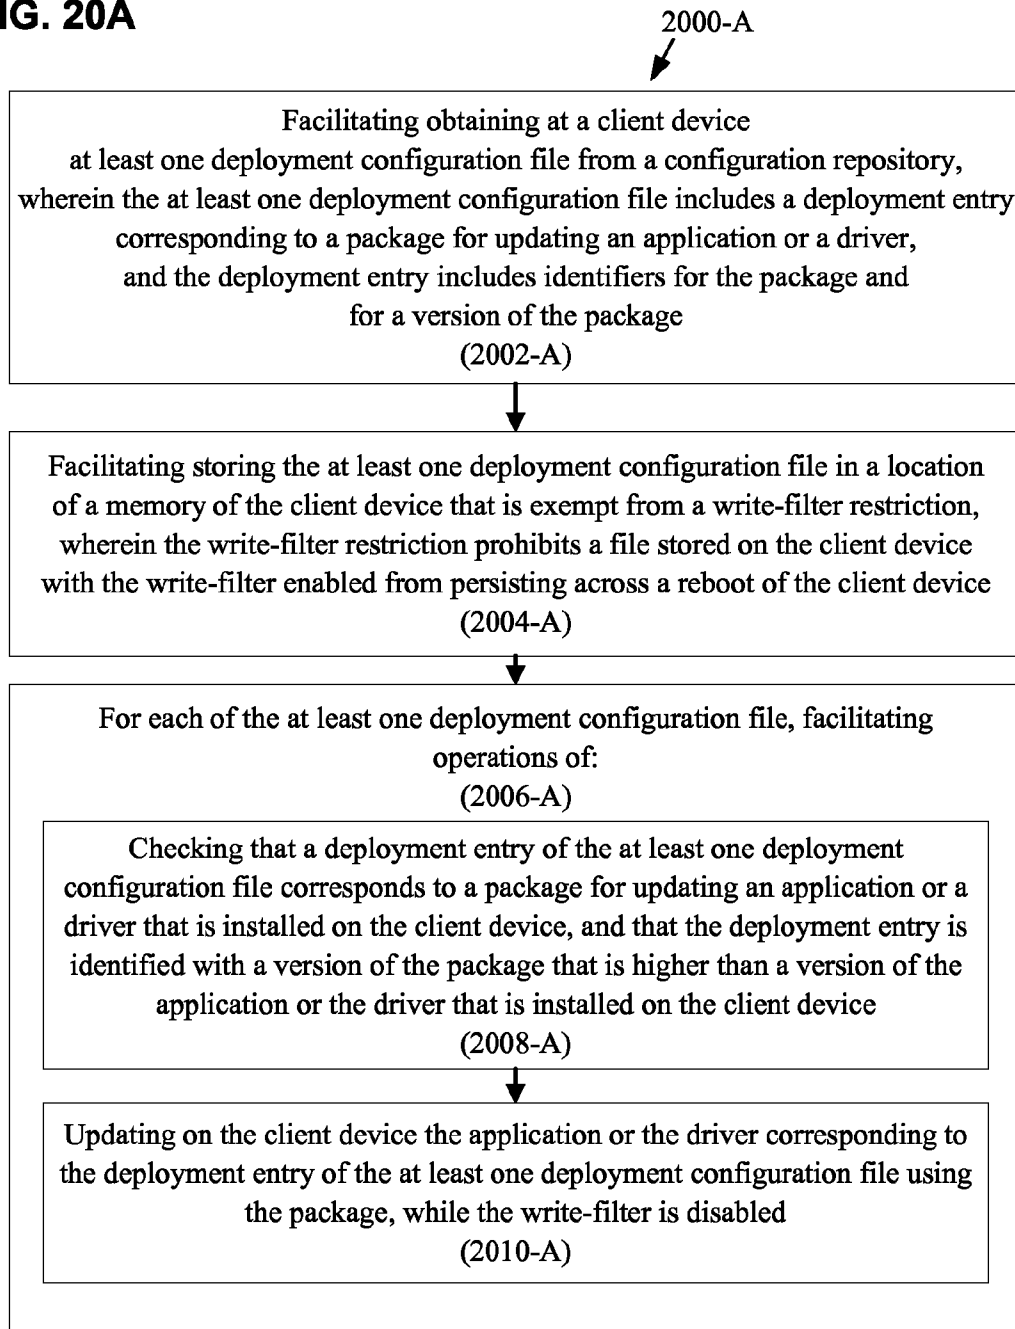 IG. 20A
2000-A
Facilitating obtaining at a client device
at least one deployment configuration file from a configuration repository,
wherein the at least one deployment configuration file includes a deployment entry
corresponding to a package for updating an application or a driver,
and the deployment entry includes identifiers for the package and
for a version of the package
(2002-A)
Facilitating storing the at least one deployment configuration file in a location
of a memory of the client device that is exempt from a write-filter restriction,
wherein the write-filter restriction prohibits a file stored on the client device
with the write-filter enabled from persisting across a reboot of the client device
(2004-A)
For each of the at least one deployment configuration file, facilitating
operations of:
(2006-A)
Checking that a deployment entry of the at least one deployment
configuration file corresponds to a package for updating an application or a
driver that is installed on the client device, and that the deployment entry is
identified with a version of the package that is higher than a version of the
application or the driver that is installed on the client device
(2008-A)
Updating on the client device the application or the driver corresponding to
the deployment entry of the at least one deployment configuration file using
the package, while the write-filter is disabled
(2010-A)